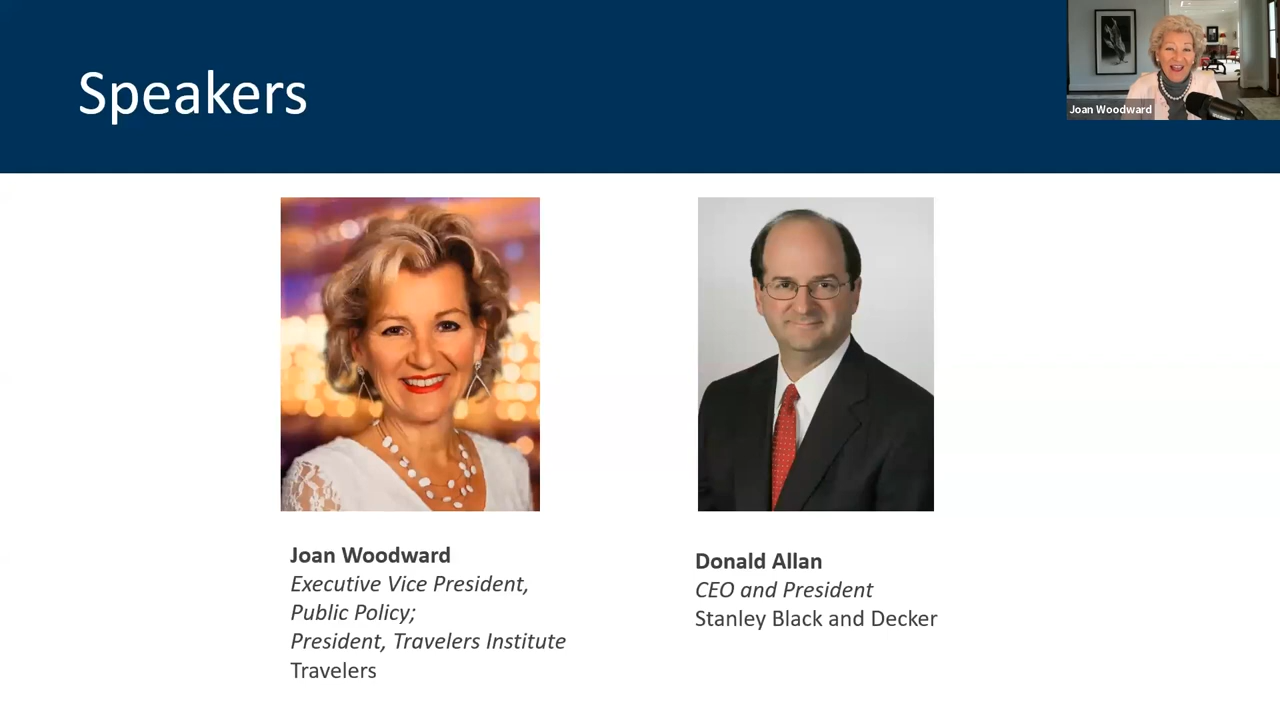 Speakers
Joan Woodward
Joan Woodward
Executive Vice President,
Public Policy;
President, Travelers Institute
Travelers
Donald Allan
CEO and President
Stanley Black and Decker